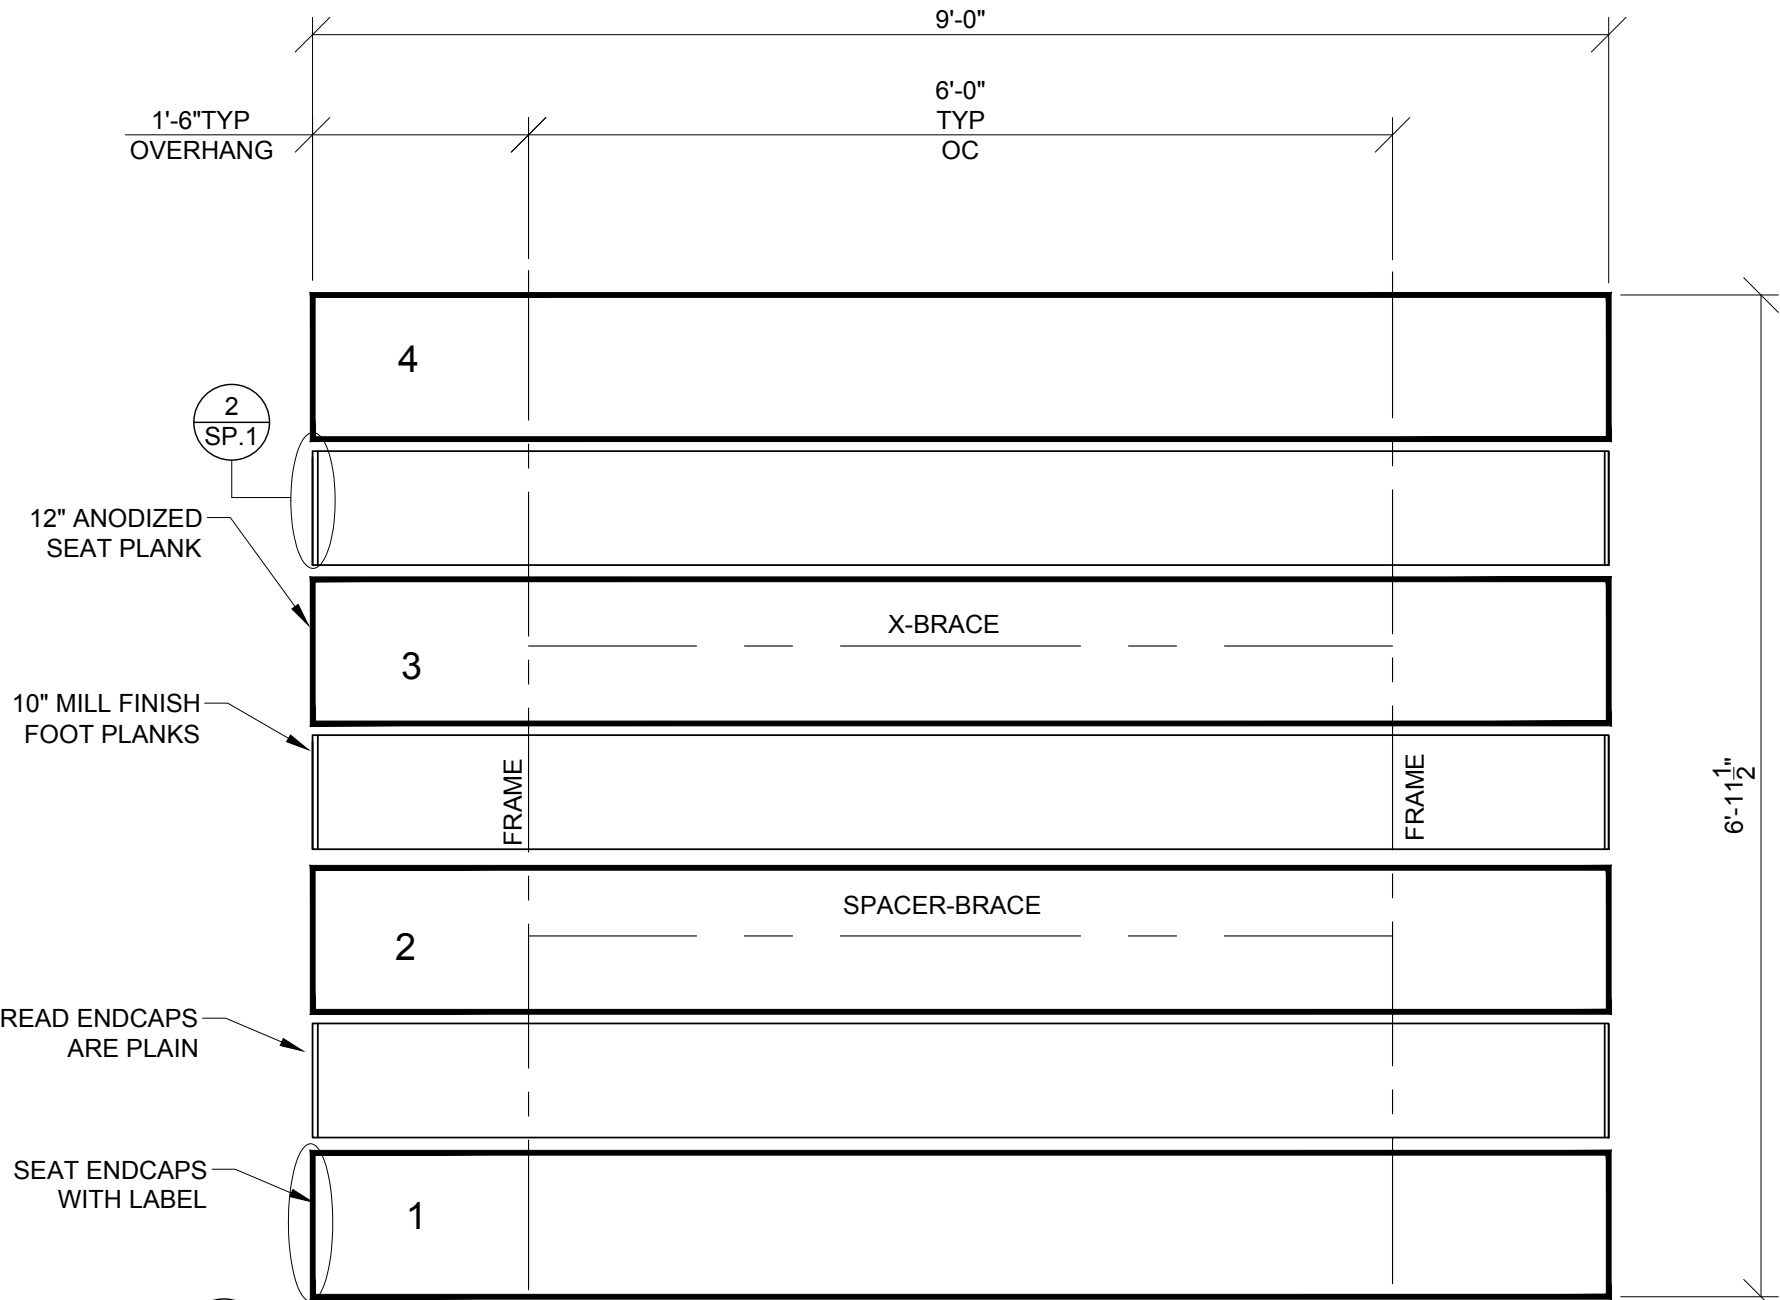 9'-0"
6'-0"
TYP
OC
1'-6"TYP
OVERHANG
4
2
SP.1
12" ANODIZED
SEAT PLANK
X-BRACE
3
10" MILL FINISH
FOOT PLANKS
FRAME
FRAME
6'-11 1/2"
SPACER-BRACE
2
READ ENDCAPS
ARE PLAIN
SEAT ENDCAPS
WITH LABEL
1